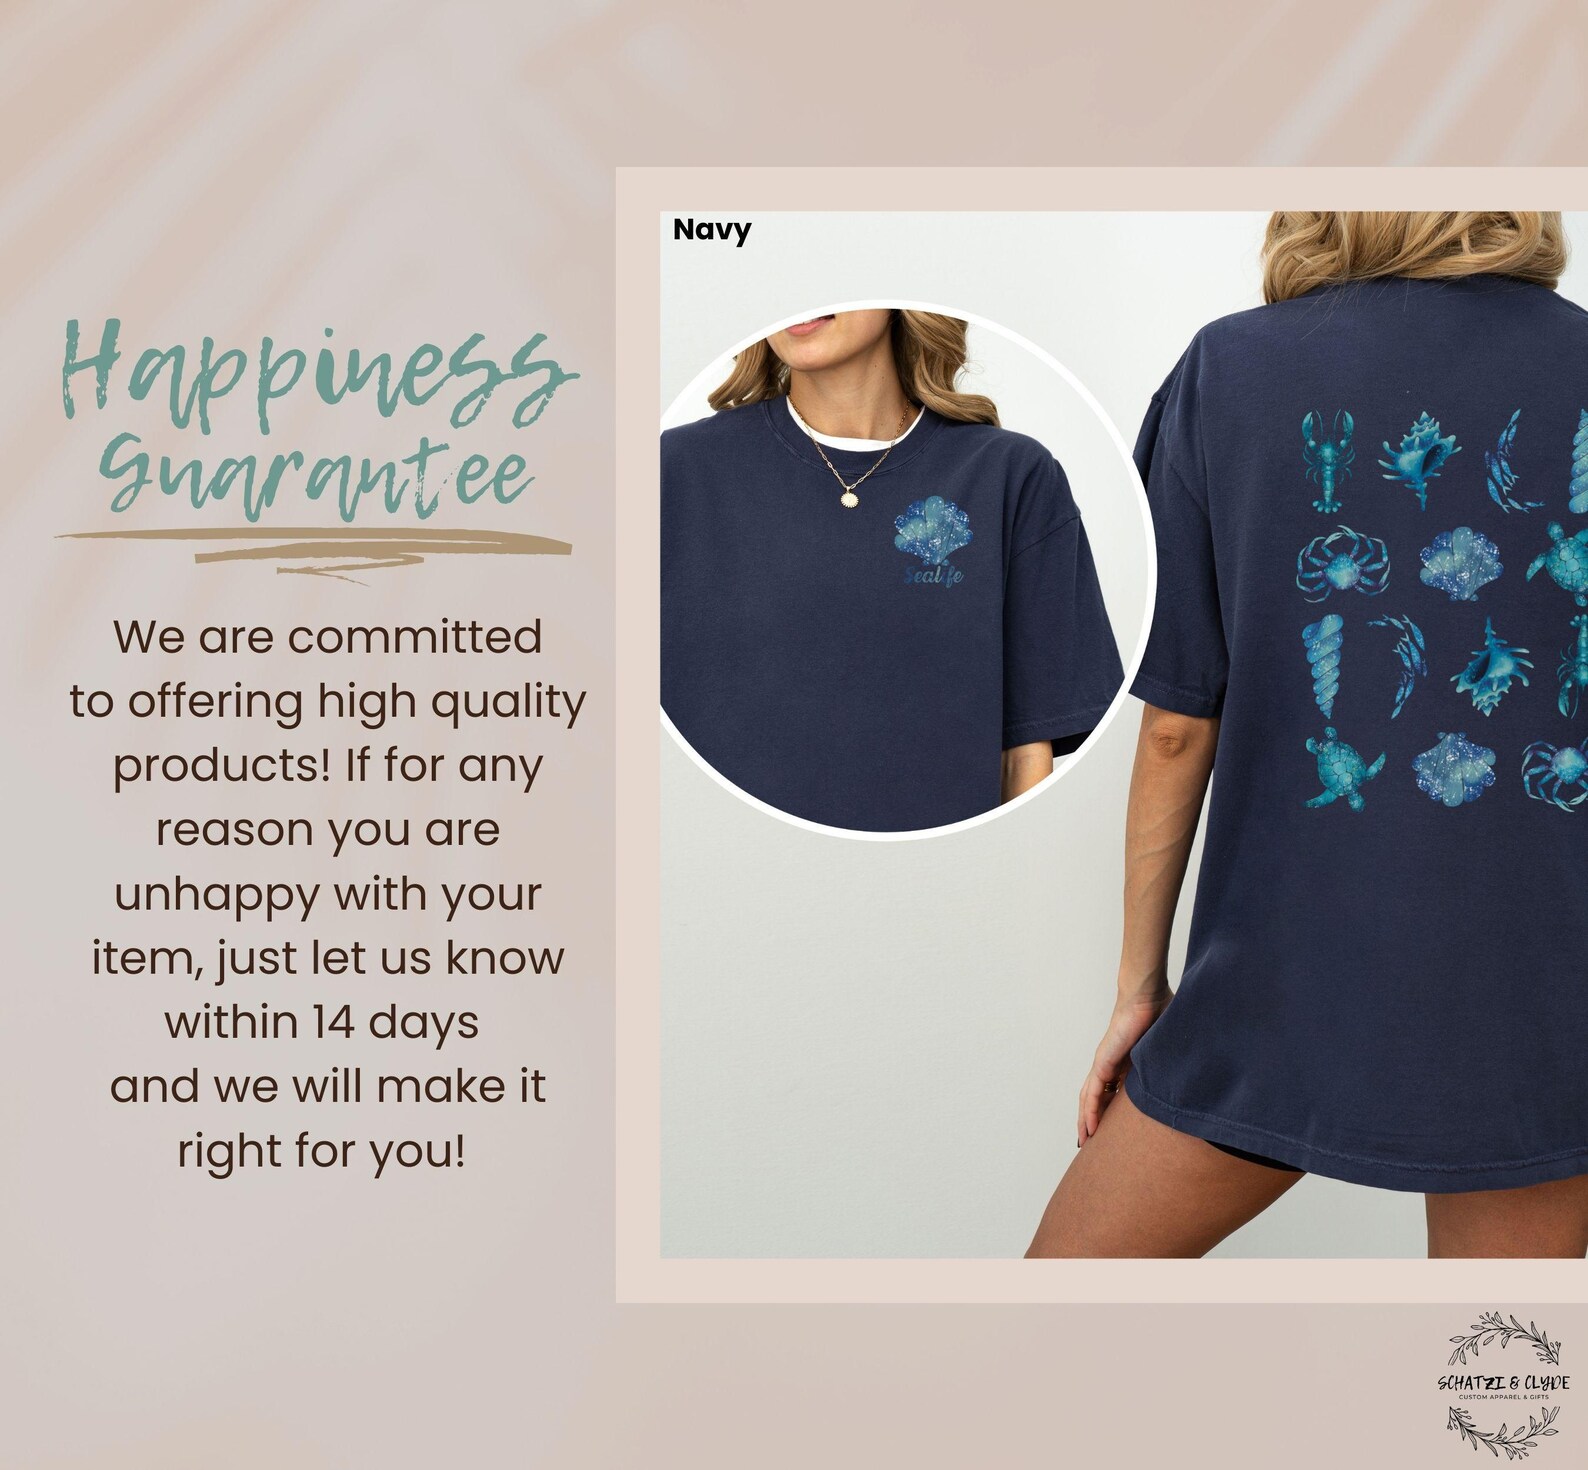 Happiness
Guarantee
We are committed
to offering high quality
products! If for any
reason you are
unhappy with your
item, just let us know
within 14 days
and we will make it
right for you!
Navy
Sealife
SCHATZI & CLYDE
CUSTOM APPAREL & GIFTS